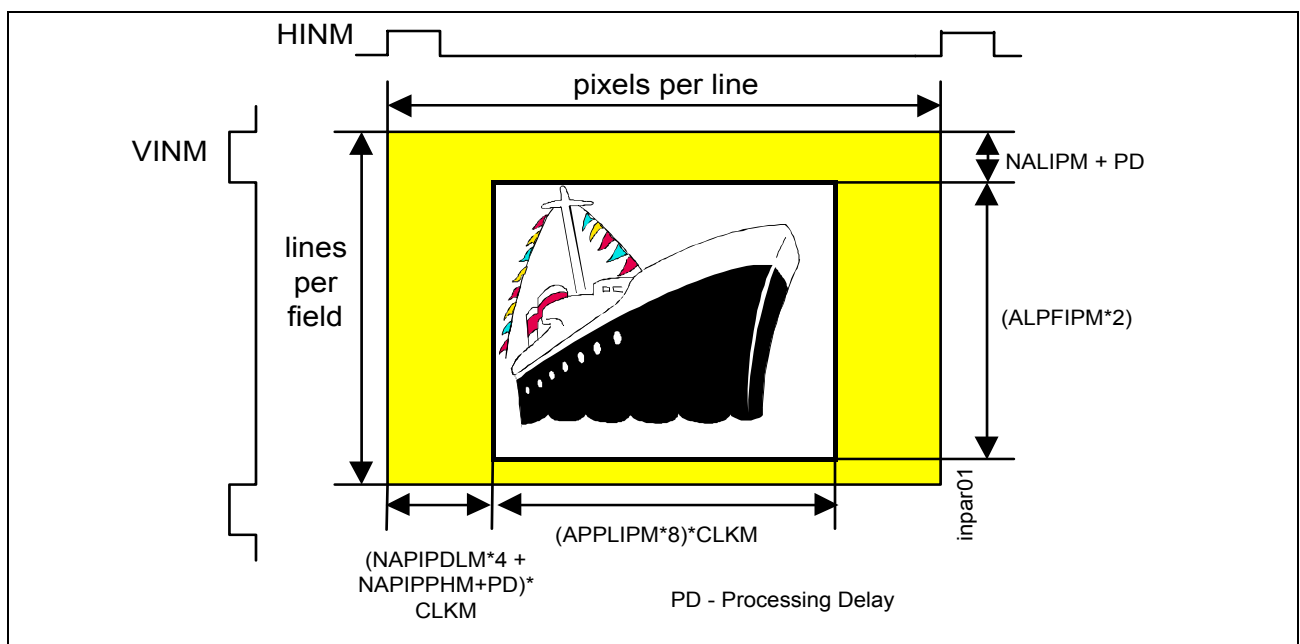 HINM
pixels per line
VINM
NALIPM + PD
lines
per
field
(ALPFIPM*2)
inpar01
(APPLIPM*8)*CLKM
(NAPIPDLM*4 +
NAPIPPHM+PD)*
CLKM
PD - Processing Delay